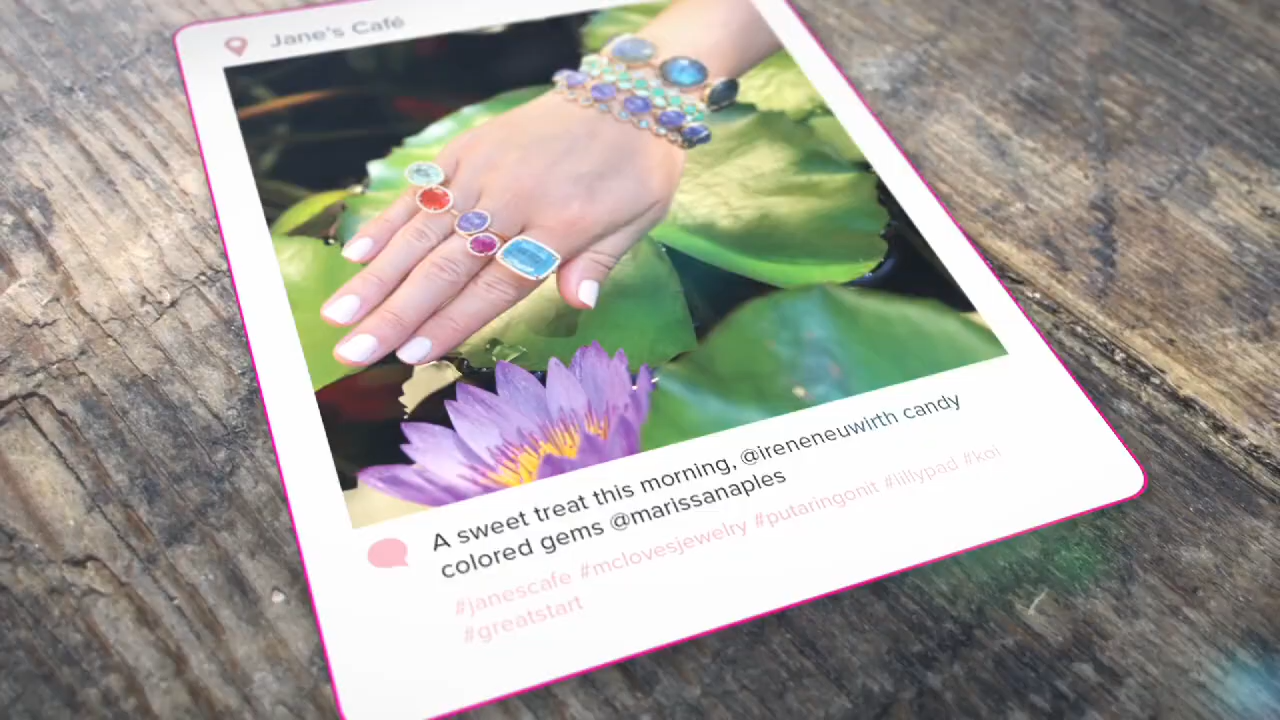 Jane's Café
A sweet treat this morning, @ireneneuwirth candy
colored gems @marissanaples
#janescafe #mclovesjewelry #putaringonit #lillypad #koi
#greatstart